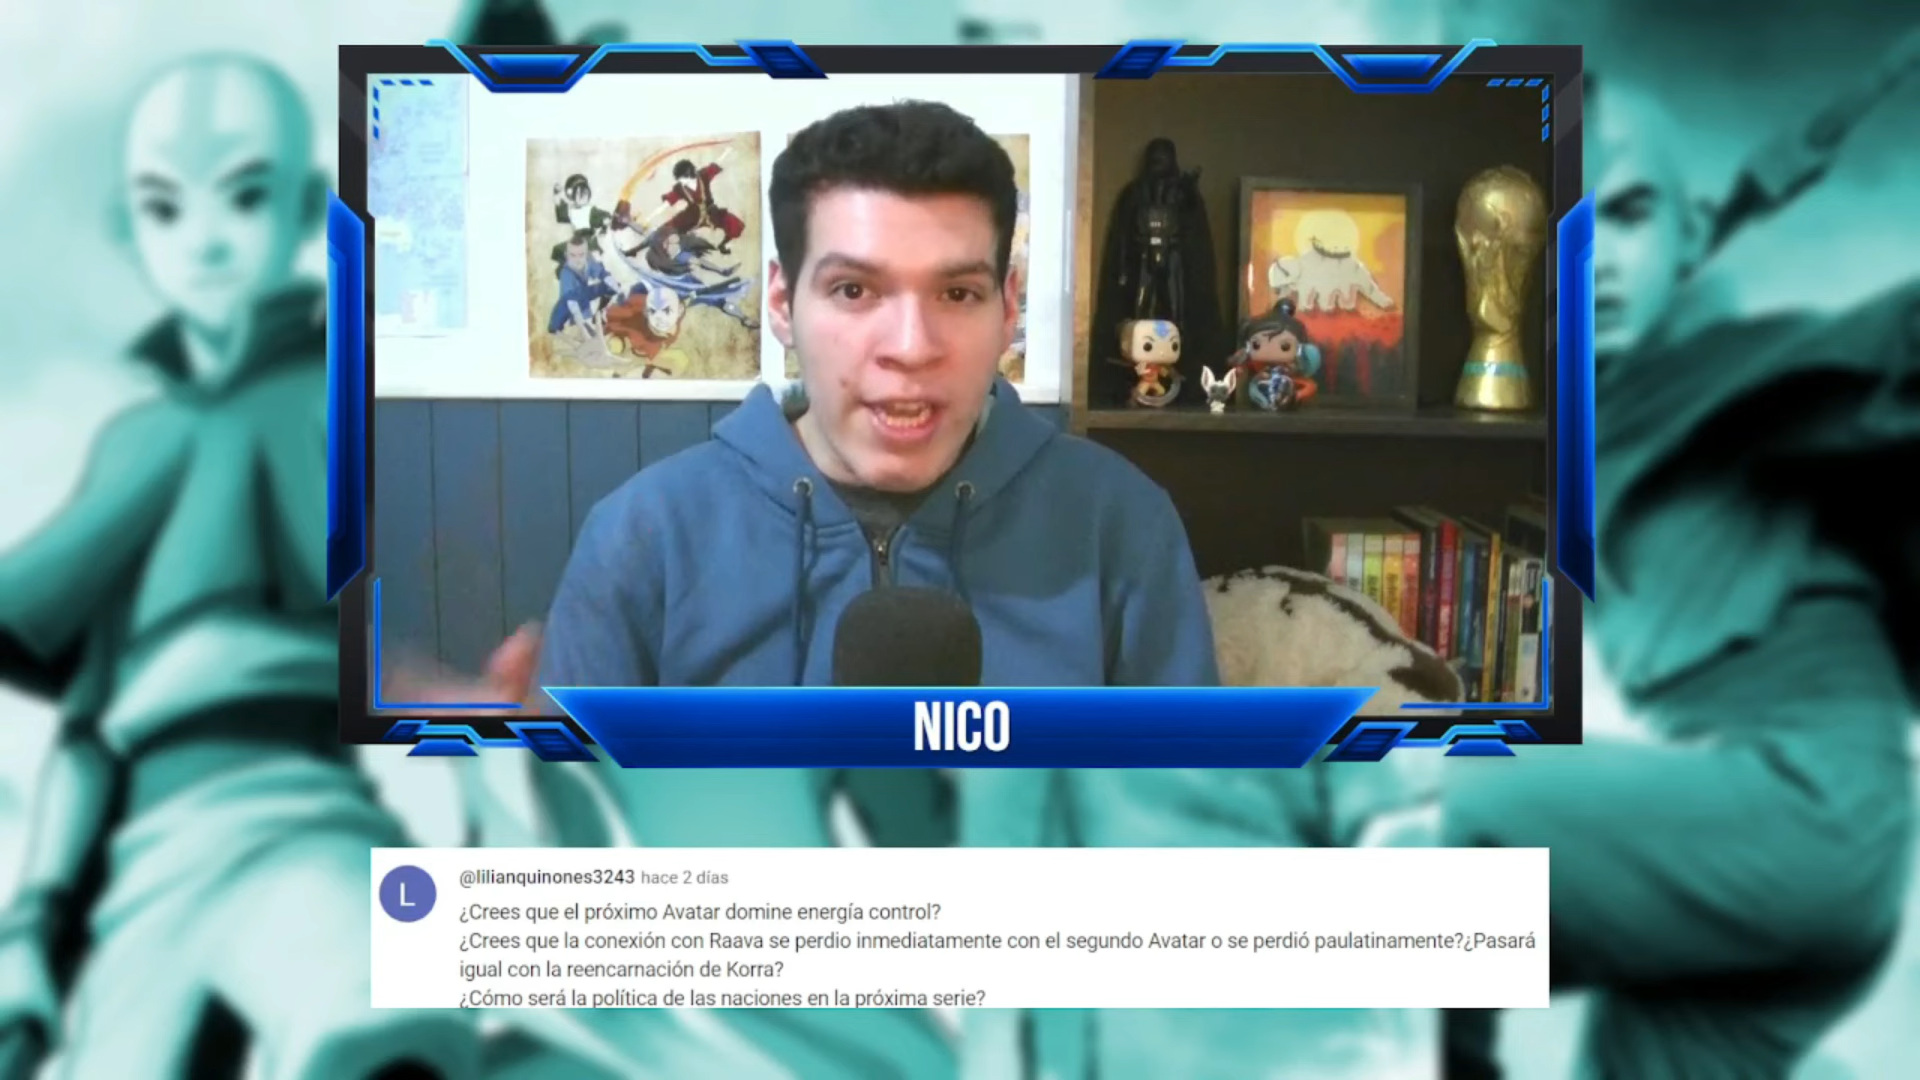 NICO
L
@lilianquinones3243 hace 2 días
¿Crees que el próximo Avatar domine energía control?
¿Crees que la conexión con Raava se perdio inmediatamente con el segundo Avatar o se perdió paulatinamente?¿Pasará
igual con la reencarnación de Korra?
¿Cómo será la política de las naciones en la próxima serie?